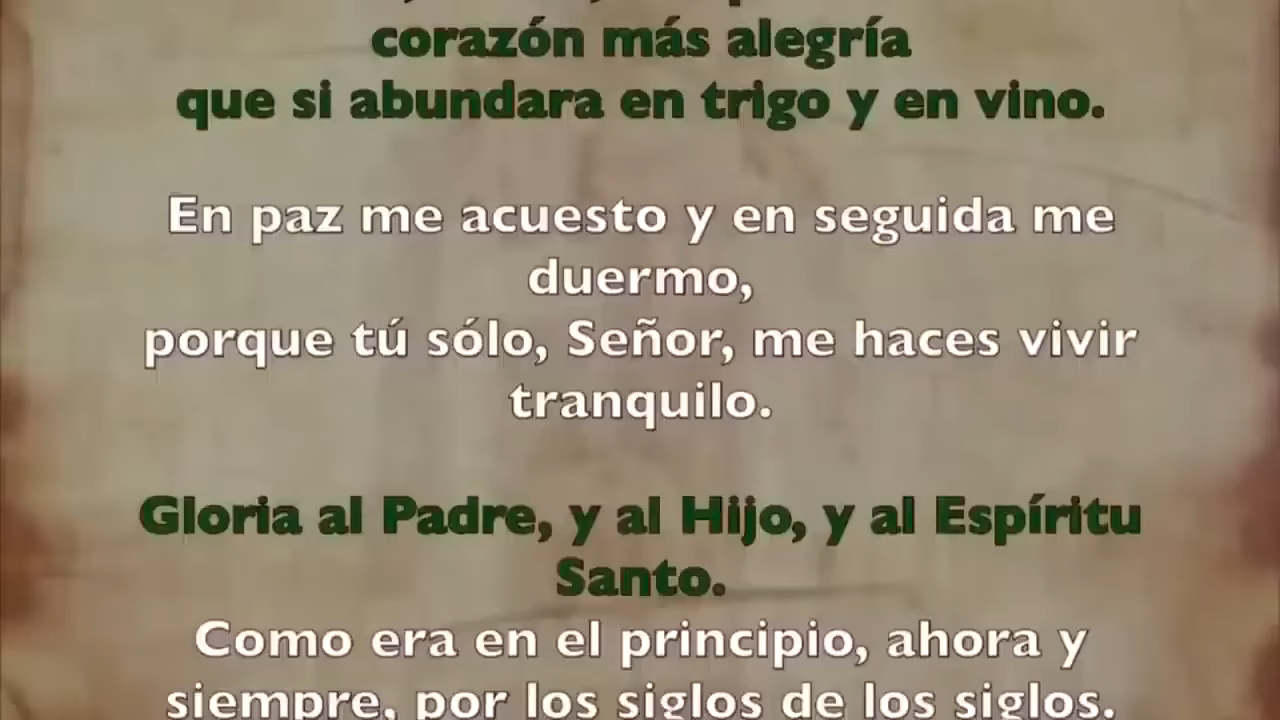 corazón más alegría
que si abundara en trigo y en vino.
En paz me acuesto y en seguida me
duermo,
porque tú sólo, Señor, me haces vivir
tranquilo.
Gloria al Padre, y al Hijo, y al Espíritu
Santo.
Como era en el principio, ahora y
siempre, por los siglos de los siglos.